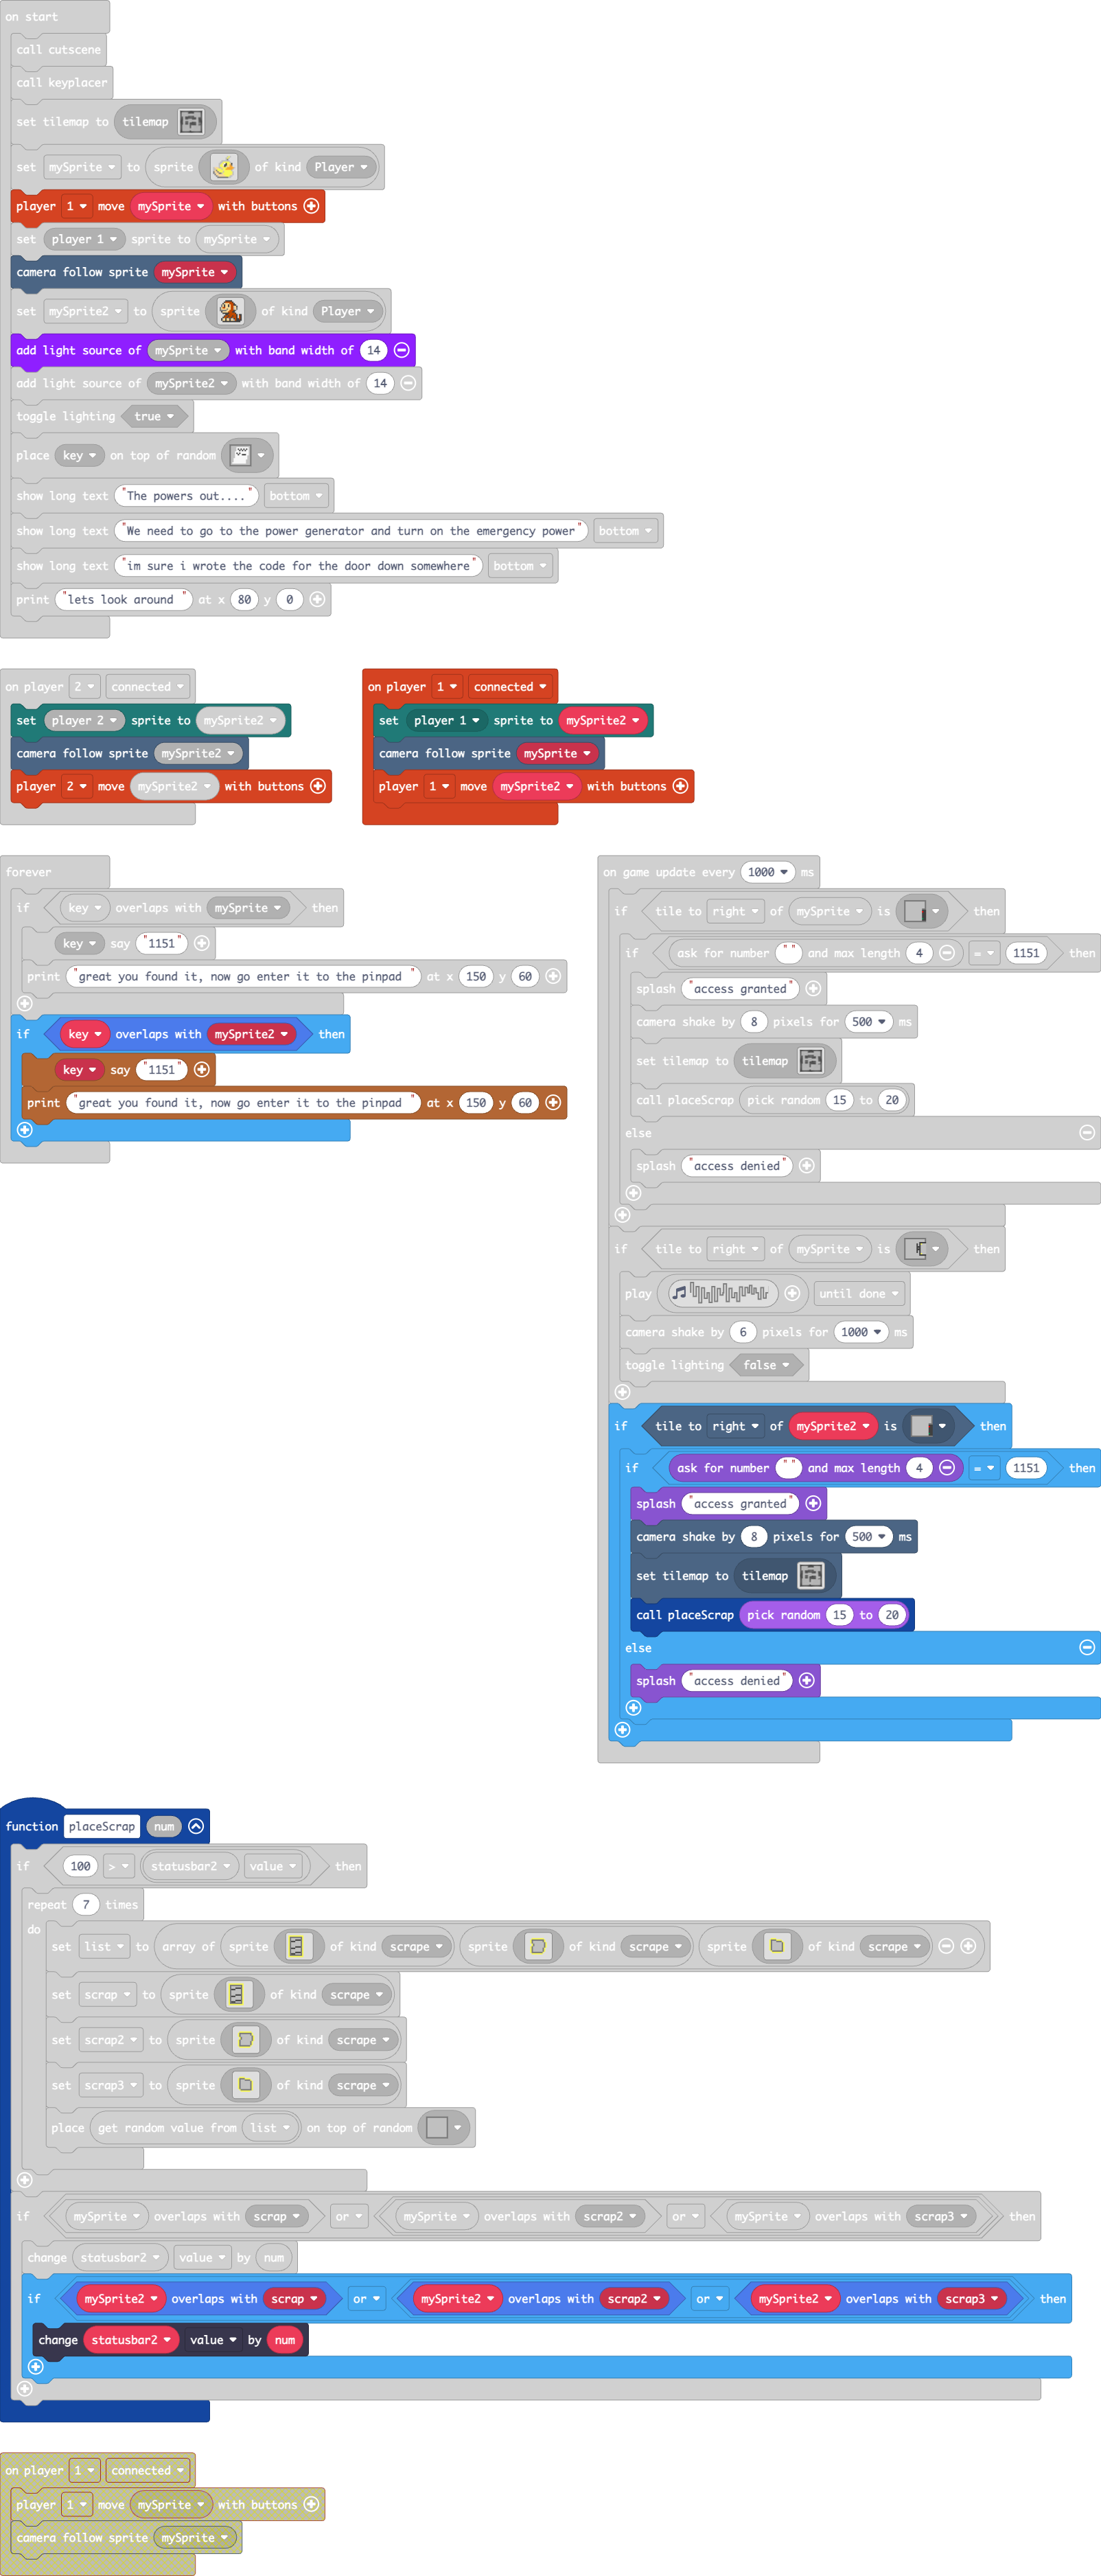 on start
call cutscene
call keyplacer
set tilemap to tilemap
set mySprite to sprite of kind Player
player 1 move mySprite with buttons
set player 1 sprite to mySprite
camera follow sprite mySprite
set mySprite2 to sprite of kind Player
add light source of mySprite with band width of 14
add light source of mySprite2 with band width of 14
toggle lighting true
place key on top of random
show long text "The powers out...." bottom
show long text "We need to go to the power generator and turn on the emergency power" bottom
show long text "im sure i wrote the code for the door down somewhere" bottom
print "lets look around " at x 80 y 0
on player 2 connected
set player 2 sprite to mySprite2
camera follow sprite mySprite2
player 2 move mySprite2 with buttons
on player 1 connected
set player 1 sprite to mySprite2
camera follow sprite mySprite
player 1 move mySprite2 with buttons
forever
if key overlaps with mySprite then
key say "1151"
print "great you found it, now go enter it to the pinpad " at x 150 y 60
if key overlaps with mySprite2 then
key say "1151"
print "great you found it, now go enter it to the pinpad " at x 150 y 60
on game update every 1000 ms
if tile to right of mySprite is then
if ask for number "" and max length 4 = 1151 then
splash "access granted"
camera shake by 8 pixels for 500 ms
set tilemap to tilemap
call placeScrap pick random 15 to 20
else
splash "access denied"
if tile to right of mySprite is then
play until done
camera shake by 6 pixels for 1000 ms
toggle lighting false
if tile to right of mySprite2 is then
if ask for number "" and max length 4 = 1151 then
splash "access granted"
camera shake by 8 pixels for 500 ms
set tilemap to tilemap
call placeScrap pick random 15 to 20
else
splash "access denied"
function placeScrap num
if 100 > statusbar2 value then
repeat 7 times
do
set list to array of sprite of kind scrape sprite of kind scrape sprite of kind scrape
set scrap to sprite of kind scrape
set scrap2 to sprite of kind scrape
set scrap3 to sprite of kind scrape
place get random value from list on top of random
if mySprite overlaps with scrap or mySprite overlaps with scrap2 or mySprite overlaps with scrap3 then
change statusbar2 value by num
if mySprite2 overlaps with scrap or mySprite2 overlaps with scrap2 or mySprite2 overlaps with scrap3 then
change statusbar2 value by num
on player 1 connected
player 1 move mySprite with buttons
camera follow sprite mySprite